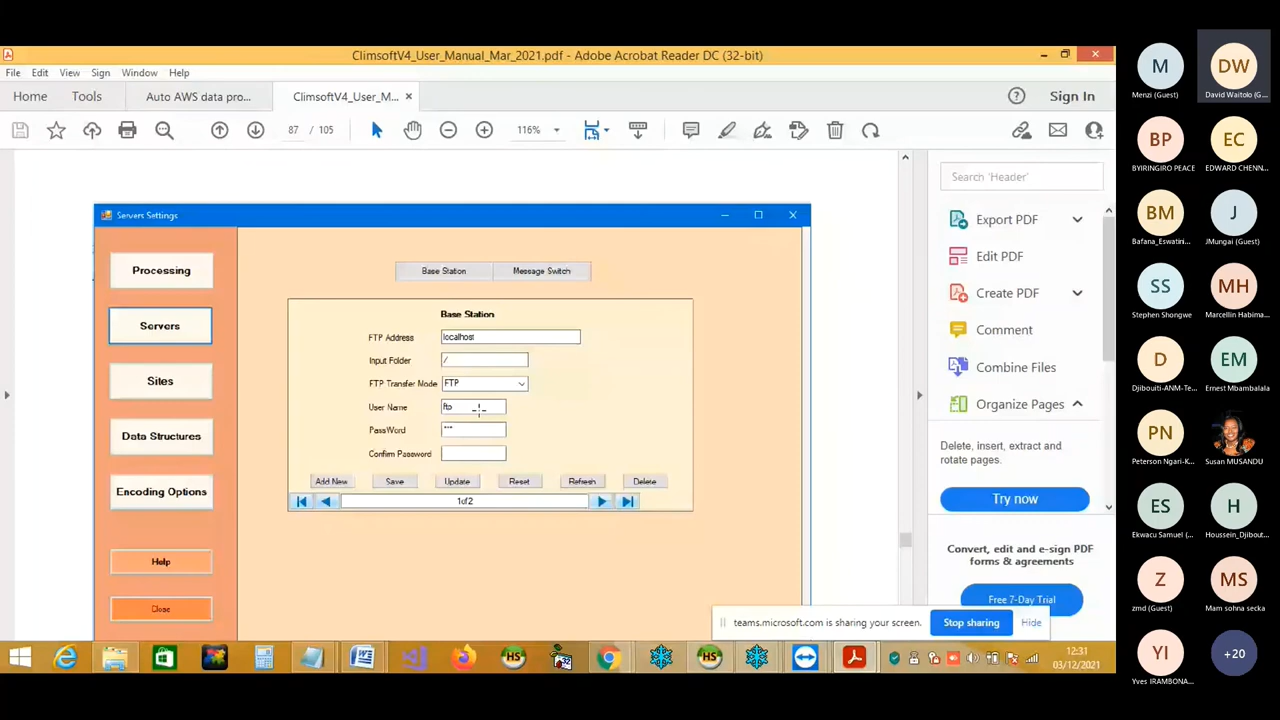 ClimsoftV4_User_Manual_Mar_2021.pdf - Adobe Acrobat Reader DC (32-bit)
File Edit View Sign Window Help
Home Tools Auto AWS data pro... ClimsoftV4_User_M... × Sign In
87 / 105 116%
Servers Settings
Processing
Servers
Sites
Data Structures
Encoding Options
Help
Close
Base Station Message Switch
Base Station
FTP Address localhost
Input Folder /
FTP Transfer Mode FTP
User Name ftp
PassWord ***
Confirm Password
Add New Save Update Reset Refresh Delete
1of2
Search 'Header'
Export PDF
Edit PDF
Create PDF
Comment
Combine Files
Organize Pages
Delete, insert, extract and
rotate pages.
Try now
Convert, edit and e-sign PDF
forms & agreements
Free 7-Day Trial
teams.microsoft.com is sharing your screen. Stop sharing Hide
12:31
03/12/2021
M
Menzi (Guest)
DW
David Waitolo (G...
BP
BYIRINGIRO PEACE
EC
EDWARD CHENN...
BM
Bafana_Eswatini...
J
JMungai (Guest)
SS
Stephen Shongwe
MH
Marcellin Habima...
D
Djibouti-ANM-Te...
EM
Ernest Mbambalala
PN
Peterson Ngari-K...
Susan MUSANDU
ES
Ekwacu Samuel (...
H
Houssein_Djibout...
Z
zmd (Guest)
MS
Mam sohna secka
YI
Yves IRAMBONA...
+20